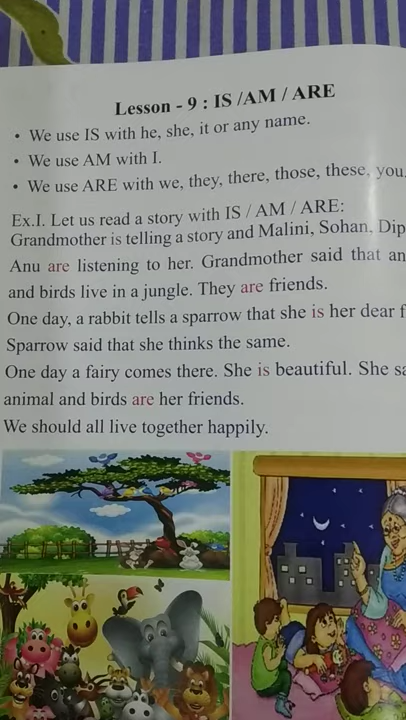 Lesson - 9 : IS /AM / ARE
• We use IS with he, she, it or any name.
• We use AM with I.
• We use ARE with we, they, there, those, these, you,
Ex.I. Let us read a story with IS / AM / ARE:
Grandmother is telling a story and Malini, Sohan, Dip
Anu are listening to her. Grandmother said that an
and birds live in a jungle. They are friends.
One day, a rabbit tells a sparrow that she is her dear f
Sparrow said that she thinks the same.
One day a fairy comes there. She is beautiful. She sa
animal and birds are her friends.
We should all live together happily.